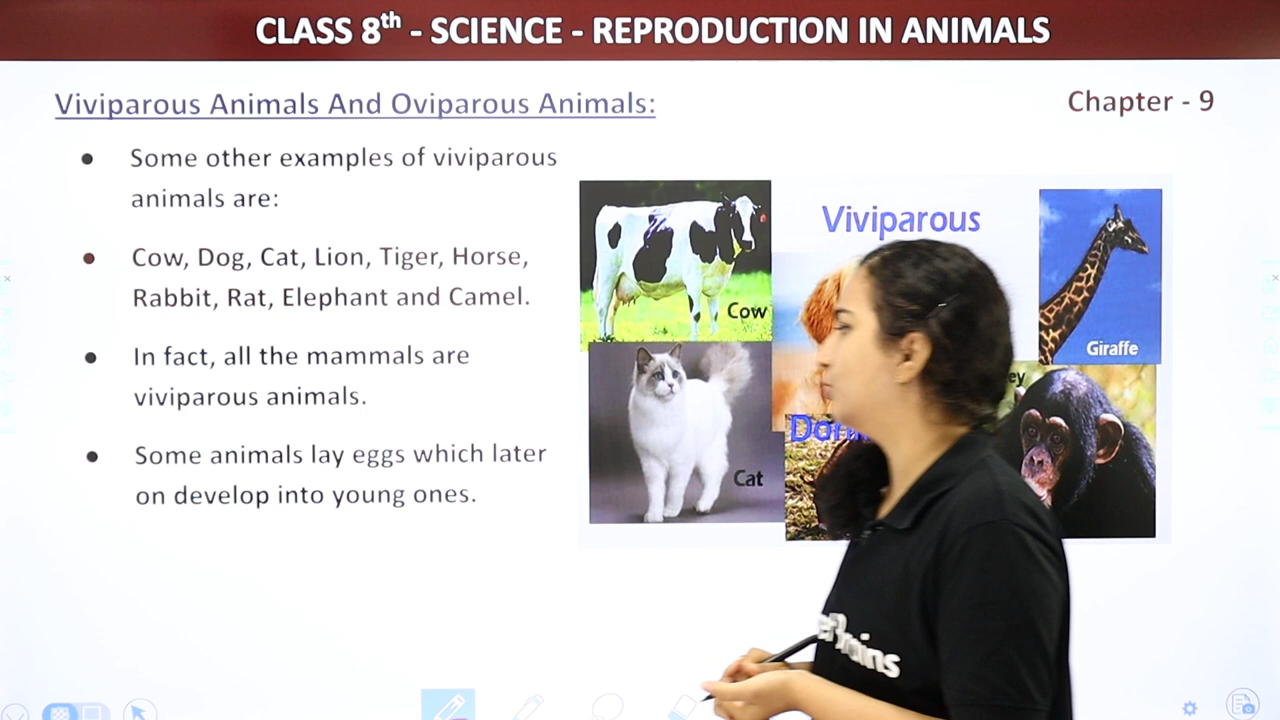 CLASS 8th - SCIENCE - REPRODUCTION IN ANIMALS
Viviparous Animals And Oviparous Animals:
Chapter - 9
● Some other examples of viviparous
animals are:
● Cow, Dog, Cat, Lion, Tiger, Horse,
Rabbit, Rat, Elephant and Camel.
● In fact, all the mammals are
viviparous animals.
● Some animals lay eggs which later
on develop into young ones.
Viviparous
Cow
Giraffe
Cat